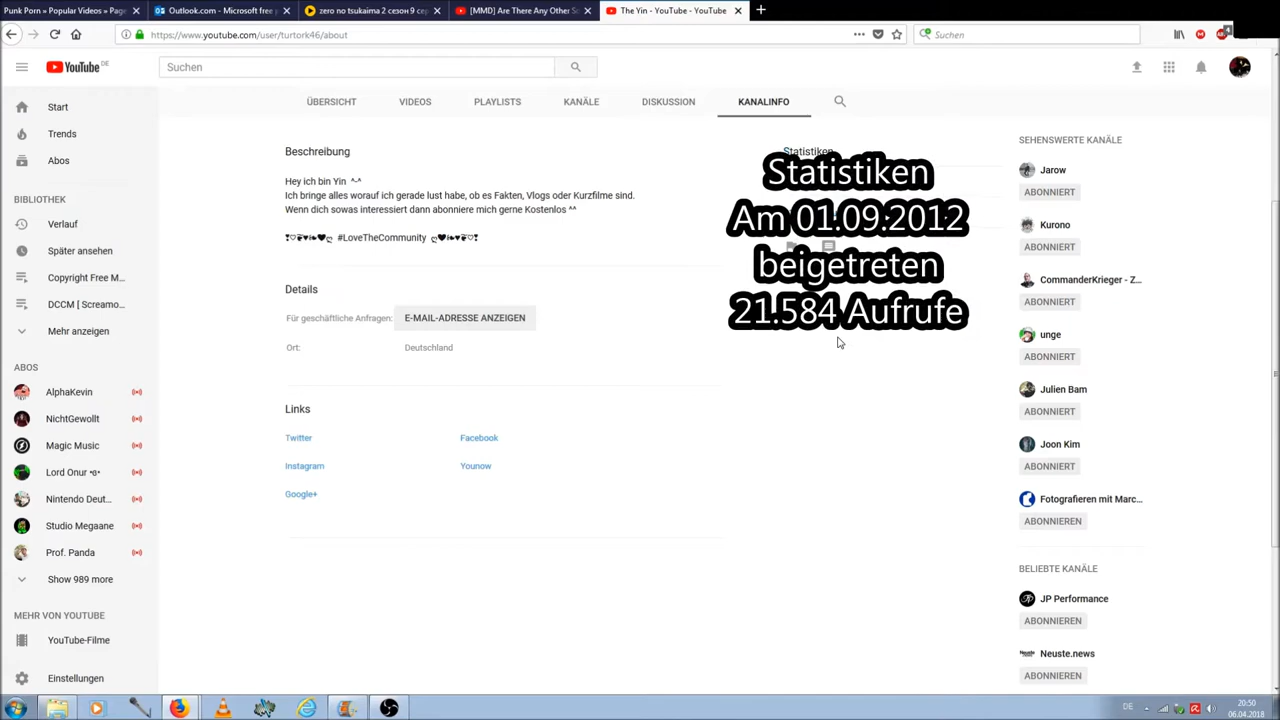 Punk Porn » Popular Videos » Page
Outlook.com - Microsoft free p
zero no tsukaima 2 сезон 9 се
[MMD] Are There Any Other S
The Yin - YouTube - YouTube
https://www.youtube.com/user/turtork46/about
Suchen
4
YouTube DE
Suchen
ÜBERSICHT
VIDEOS
PLAYLISTS
KANÄLE
DISKUSSION
KANALINFO
Start
Trends
Abos
BIBLIOTHEK
Verlauf
Später ansehen
Copyright Free M...
DCCM [ Screamo...
Mehr anzeigen
ABOS
AlphaKevin
NichtGewollt
Magic Music
Lord Onur •ʚ•
Nintendo Deut...
Studio Megaane
Prof. Panda
Show 989 more
MEHR VON YOUTUBE
YouTube-Filme
Einstellungen
Beschreibung
Hey ich bin Yin ^-^
Ich bringe alles worauf ich gerade lust habe, ob es Fakten, Vlogs oder Kurzfilme sind.
Wenn dich sowas interessiert dann abonniere mich gerne Kostenlos ^^
#LoveTheCommunity
Details
Für geschäftliche Anfragen: E-MAIL-ADRESSE ANZEIGEN
Ort: Deutschland
Links
Twitter Facebook
Instagram Younow
Google+
Statistiken
Statistiken
Am 01.09.2012
beigetreten
21.584 Aufrufe
SEHENSWERTE KANÄLE
Jarow
ABONNIERT
Kurono
ABONNIERT
CommanderKrieger - Z...
ABONNIERT
unge
ABONNIERT
Julien Bam
ABONNIERT
Joon Kim
ABONNIERT
Fotografieren mit Marc...
ABONNIEREN
BELIEBTE KANÄLE
JP Performance
ABONNIEREN
Neuste.news
ABONNIEREN
DE
20:50
06.04.2018